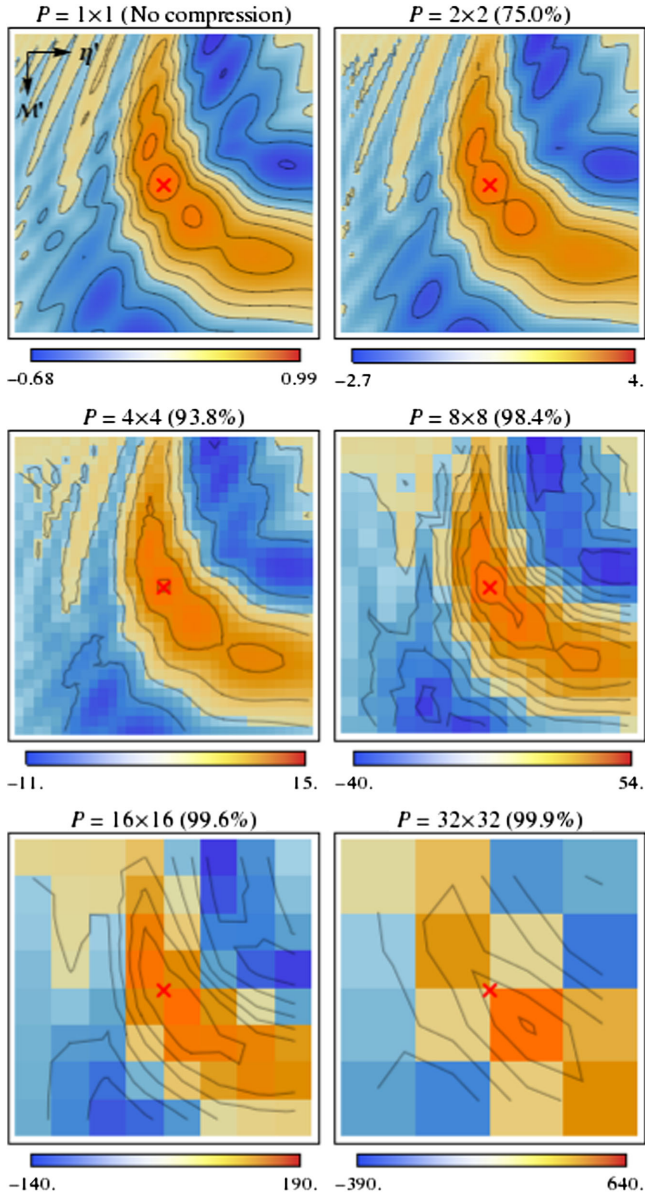 P = 1×1 (No compression)
P = 2×2 (75.0%)
η'
M'
−0.68 0.99
−2.7 4.
P = 4×4 (93.8%)
P = 8×8 (98.4%)
−11. 15.
−40. 54.
P = 16×16 (99.6%)
P = 32×32 (99.9%)
−140. 190.
−390. 640.